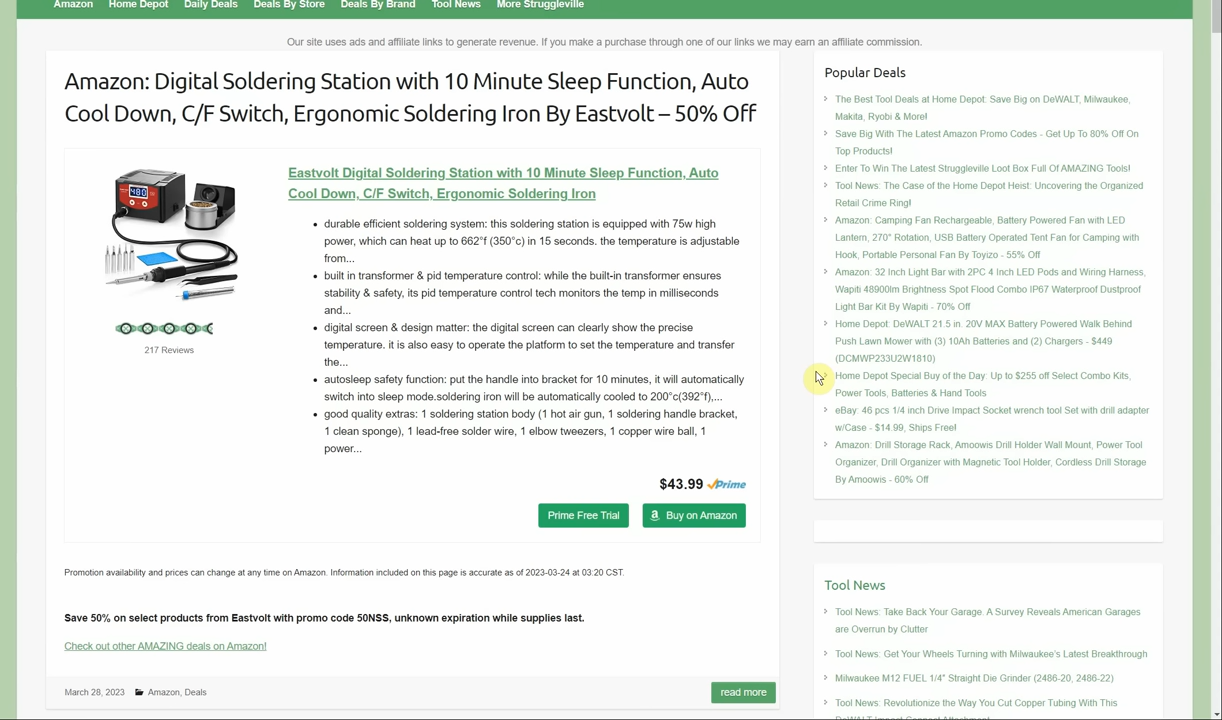 Amazon Home Depot Daily Deals Deals By Store Deals By Brand Tool News More Struggleville
Our site uses ads and affiliate links to generate revenue. If you make a purchase through one of our links we may earn an affiliate commission.
Amazon: Digital Soldering Station with 10 Minute Sleep Function, Auto
Cool Down, C/F Switch, Ergonomic Soldering Iron By Eastvolt – 50% Off
480
217 Reviews
Eastvolt Digital Soldering Station with 10 Minute Sleep Function, Auto
Cool Down, C/F Switch, Ergonomic Soldering Iron
durable efficient soldering system: this soldering station is equipped with 75w high
power, which can heat up to 662°f (350°c) in 15 seconds. the temperature is adjustable
from...
built in transformer & pid temperature control: while the built-in transformer ensures
stability & safety, its pid temperature control tech monitors the temp in milliseconds
and...
digital screen & design matter: the digital screen can clearly show the precise
temperature. it is also easy to operate the platform to set the temperature and transfer
the...
autosleep safety function: put the handle into bracket for 10 minutes, it will automatically
switch into sleep mode.soldering iron will be automatically cooled to 200°c(392°f),...
good quality extras: 1 soldering station body (1 hot air gun, 1 soldering handle bracket,
1 clean sponge), 1 lead-free solder wire, 1 elbow tweezers, 1 copper wire ball, 1
power...
$43.99 Prime
Prime Free Trial Buy on Amazon
Promotion availability and prices can change at any time on Amazon. Information included on this page is accurate as of 2023-03-24 at 03:20 CST.
Save 50% on select products from Eastvolt with promo code 50NSS, unknown expiration while supplies last.
Check out other AMAZING deals on Amazon!
March 28, 2023 Amazon, Deals read more
Popular Deals
The Best Tool Deals at Home Depot: Save Big on DeWALT, Milwaukee,
Makita, Ryobi & More!
Save Big With The Latest Amazon Promo Codes - Get Up To 80% Off On
Top Products!
Enter To Win The Latest Struggleville Loot Box Full Of AMAZING Tools!
Tool News: The Case of the Home Depot Heist: Uncovering the Organized
Retail Crime Ring!
Amazon: Camping Fan Rechargeable, Battery Powered Fan with LED
Lantern, 270° Rotation, USB Battery Operated Tent Fan for Camping with
Hook, Portable Personal Fan By Toyizo - 55% Off
Amazon: 32 Inch Light Bar with 2PC 4 Inch LED Pods and Wiring Harness,
Wapiti 48900lm Brightness Spot Flood Combo IP67 Waterproof Dustproof
Light Bar Kit By Wapiti - 70% Off
Home Depot: DeWALT 21.5 in. 20V MAX Battery Powered Walk Behind
Push Lawn Mower with (3) 10Ah Batteries and (2) Chargers - $449
(DCMWP233U2W1810)
Home Depot Special Buy of the Day: Up to $255 off Select Combo Kits,
Power Tools, Batteries & Hand Tools
eBay: 46 pcs 1/4 inch Drive Impact Socket wrench tool Set with drill adapter
w/Case - $14.99, Ships Free!
Amazon: Drill Storage Rack, Amoowis Drill Holder Wall Mount, Power Tool
Organizer, Drill Organizer with Magnetic Tool Holder, Cordless Drill Storage
By Amoowis - 60% Off
Tool News
Tool News: Take Back Your Garage. A Survey Reveals American Garages
are Overrun by Clutter
Tool News: Get Your Wheels Turning with Milwaukee's Latest Breakthrough
Milwaukee M12 FUEL 1/4" Straight Die Grinder (2486-20, 2486-22)
Tool News: Revolutionize the Way You Cut Copper Tubing With This
DeWALT Impact Connect Attachment